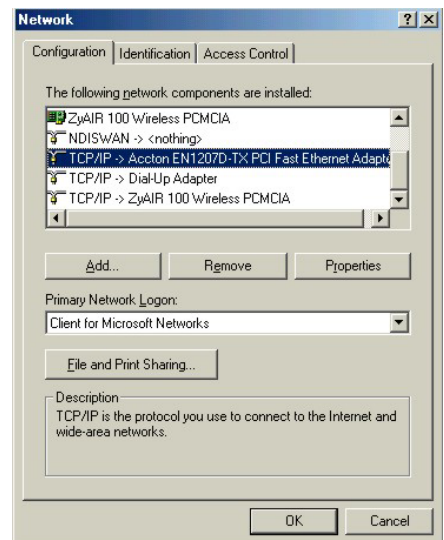 Network
Configuration Identification Access Control
The following network components are installed:
ZyAIR 100 Wireless PCMCIA
NDISWAN -> <nothing>
TCP/IP -> Accton EN1207D-TX PCI Fast Ethernet Adapte
TCP/IP -> Dial-Up Adapter
TCP/IP -> ZyAIR 100 Wireless PCMCIA
Add... Remove Properties
Primary Network Logon:
Client for Microsoft Networks
File and Print Sharing...
Description
TCP/IP is the protocol you use to connect to the Internet and
wide-area networks.
OK Cancel